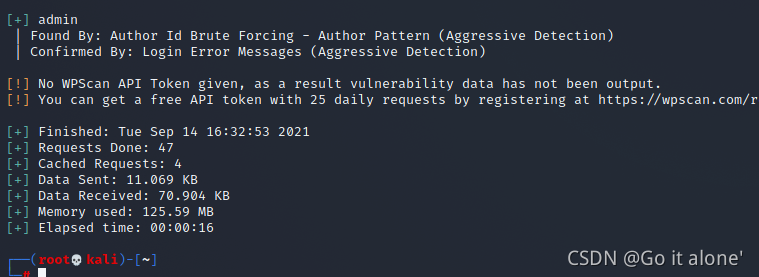 [+] admin
| Found By: Author Id Brute Forcing - Author Pattern (Aggressive Detection)
| Confirmed By: Login Error Messages (Aggressive Detection)
[!] No WPScan API Token given, as a result vulnerability data has not been output.
[!] You can get a free API token with 25 daily requests by registering at https://wpscan.com/r
[+] Finished: Tue Sep 14 16:32:53 2021
[+] Requests Done: 47
[+] Cached Requests: 4
[+] Data Sent: 11.069 KB
[+] Data Received: 70.904 KB
[+] Memory used: 125.59 MB
[+] Elapsed time: 00:00:16
┌──(root💀kali)-[~]
└─#
CSDN @Go it alone'